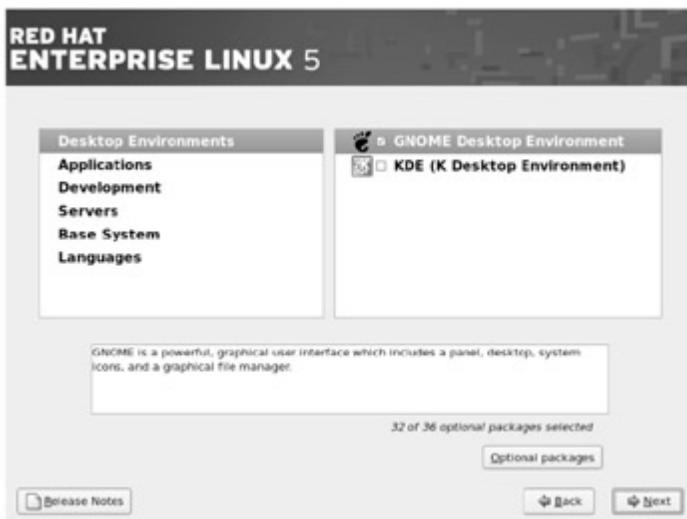 RED HAT
ENTERPRISE LINUX 5
Desktop Environments
Applications
Development
Servers
Base System
Languages
GNOME Desktop Environment
KDE (K Desktop Environment)
GNOME is a powerful, graphical user interface which includes a panel, desktop, system
icons, and a graphical file manager.
32 of 36 optional packages selected
Optional packages
Release Notes
Back
Next